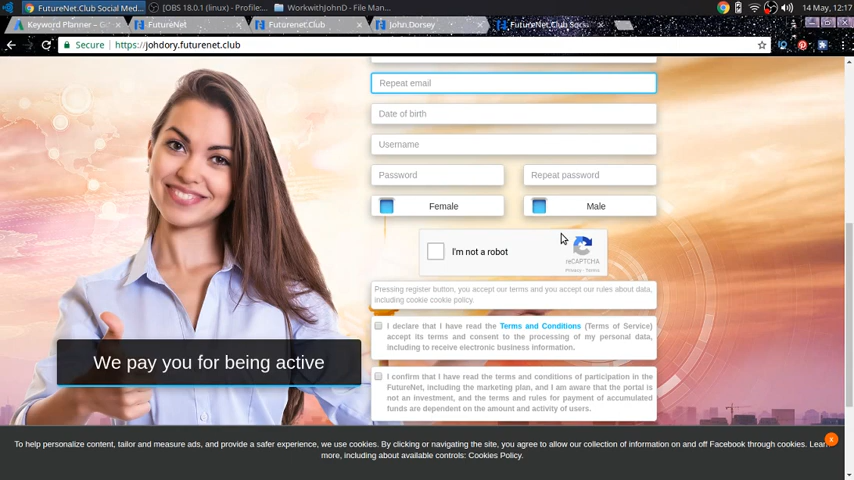 FutureNet.Club Social Med...
[OBS 18.0.1 (linux) - Profile:...
WorkwithJohnD - File Man...
14 May, 12:17
Keyword Planner – G
FutureNet
Futurenet.Club
John Dorsey
FutureNet.Club Soci
Secure
https://johdory.futurenet.club
Repeat email
Date of birth
Username
Password
Repeat password
Female
Male
I'm not a robot
reCAPTCHA
Privacy - Terms
Pressing register button, you accept our terms and you accept our rules about data,
including cookie cookie policy.
I declare that I have read the Terms and Conditions (Terms of Service)
accept its terms and consent to the processing of my personal data,
including to receive electronic business information.
I confirm that I have read the terms and conditions of participation in the
FutureNet, including the marketing plan, and I am aware that the portal is
not an investment, and the terms and rules for payment of accumulated
funds are dependent on the amount and activity of users.
We pay you for being active
To help personalize content, tailor and measure ads, and provide a safer experience, we use cookies. By clicking or navigating the site, you agree to allow our collection of information on and off Facebook through cookies. Learn
more, including about available controls: Cookies Policy.
x